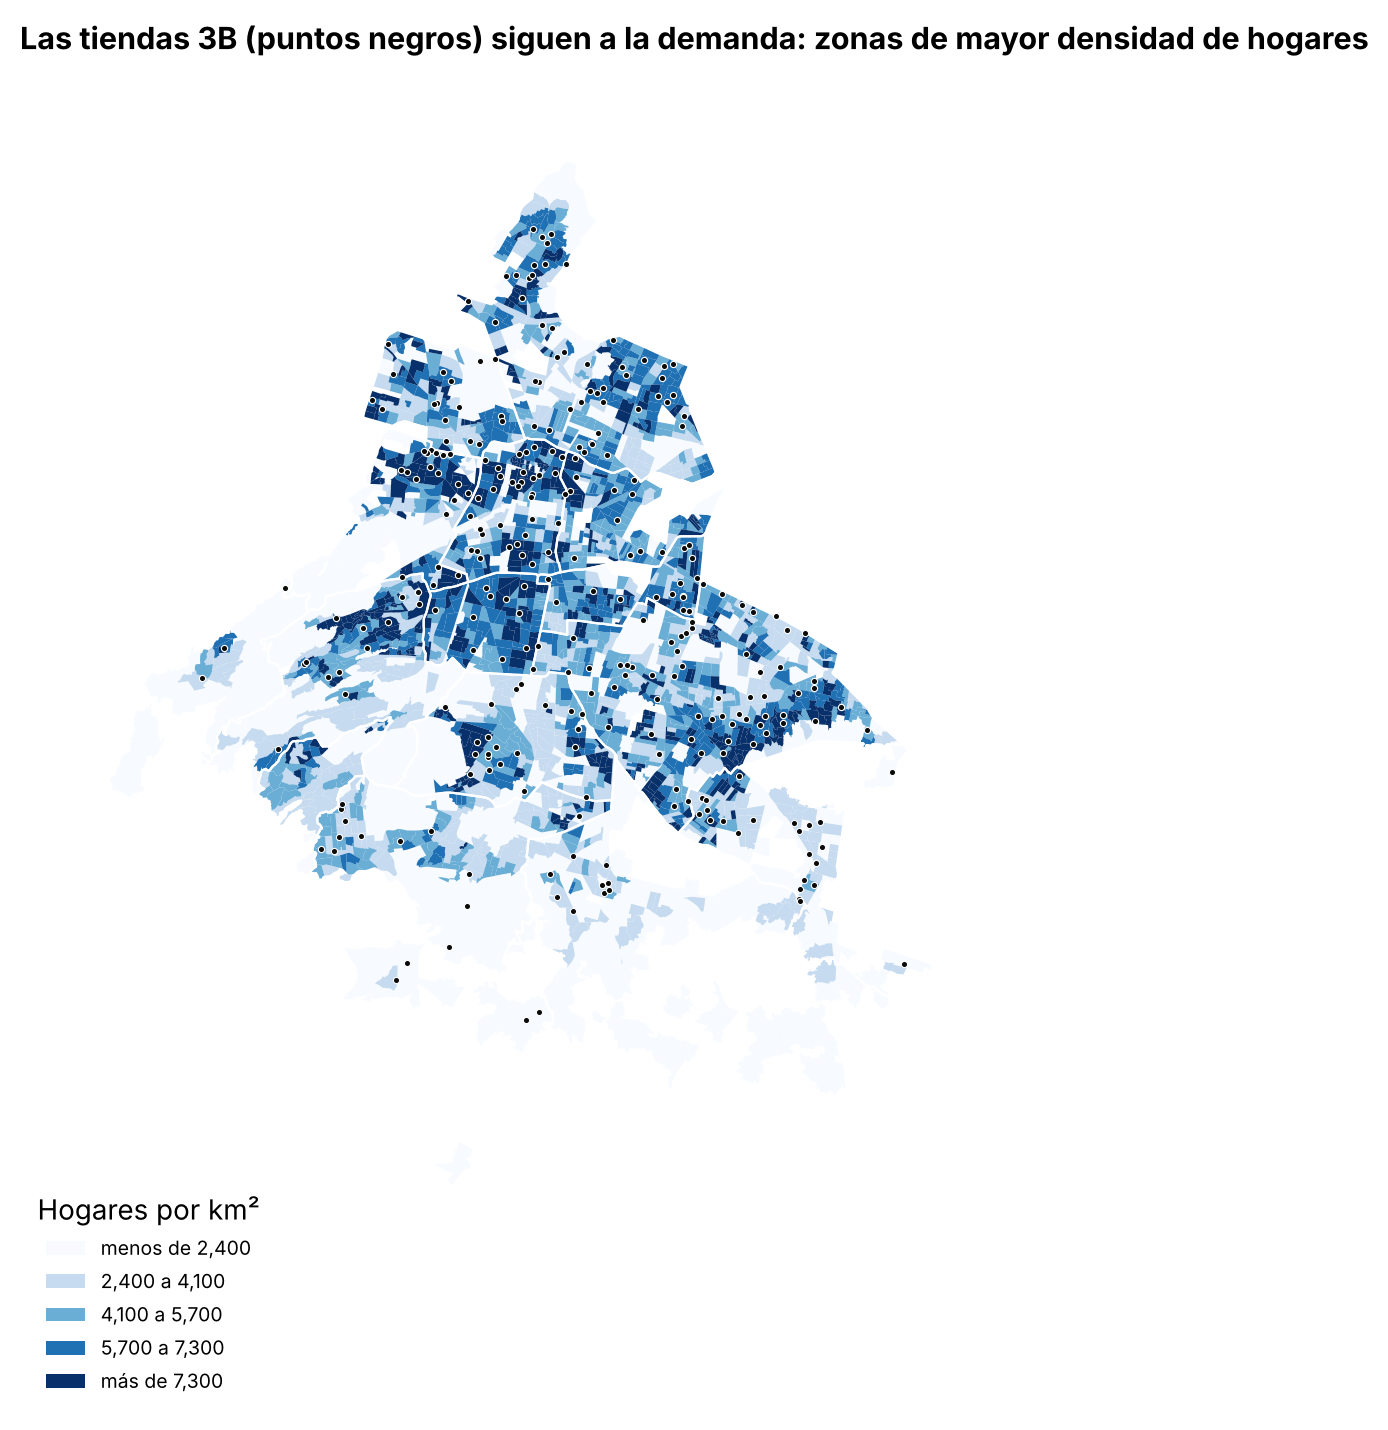 Las tiendas 3B (puntos negros) siguen a la demanda: zonas de mayor densidad de hogares
Hogares por km²
menos de 2,400
2,400 a 4,100
4,100 a 5,700
5,700 a 7,300
más de 7,300